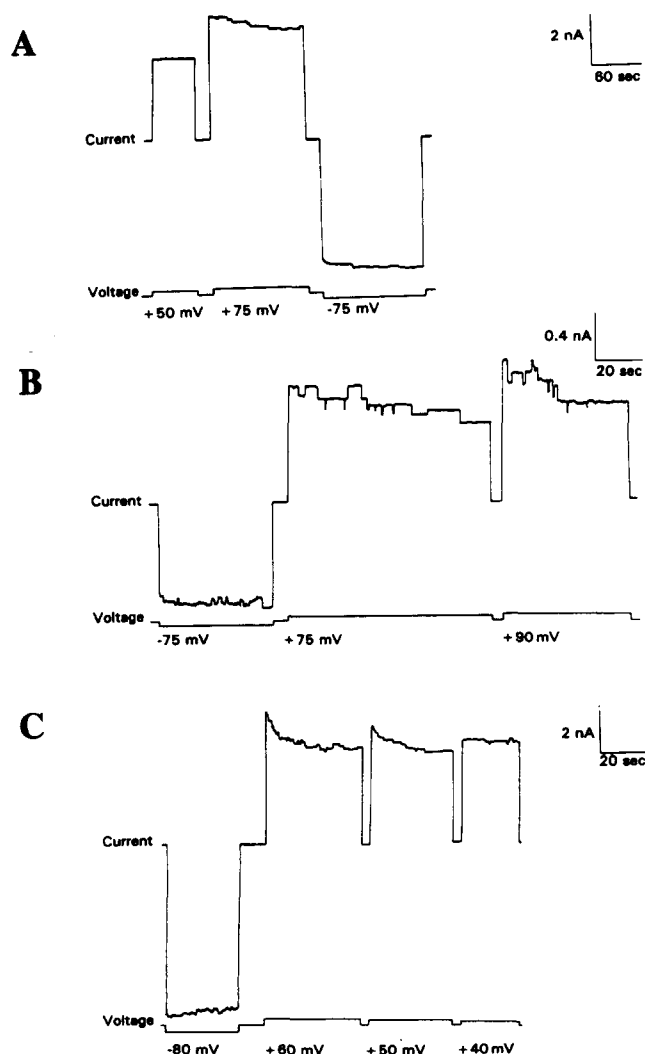 A
2 nA
60 sec
Current
Voltage
+50 mV +75 mV -75 mV
0.4 nA
20 sec
B
Current
Voltage
-75 mV +75 mV +90 mV
C
2 nA
20 sec
Current
Voltage
-80 mV +60 mV +50 mV +40 mV